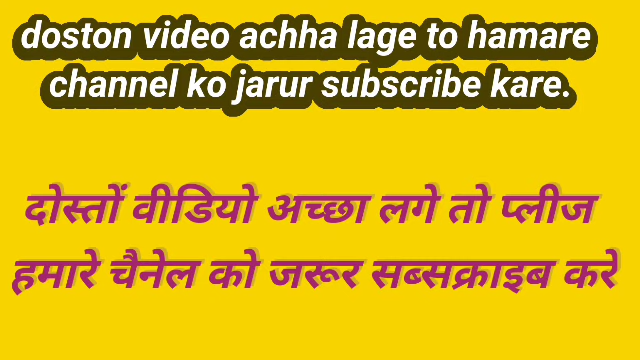 doston video achha lage to hamare
channel ko jarur subscribe kare.
दोस्तों वीडियो अच्छा लगे तो प्लीज
हमारे चैनेल को जरूर सब्सक्राइब करे